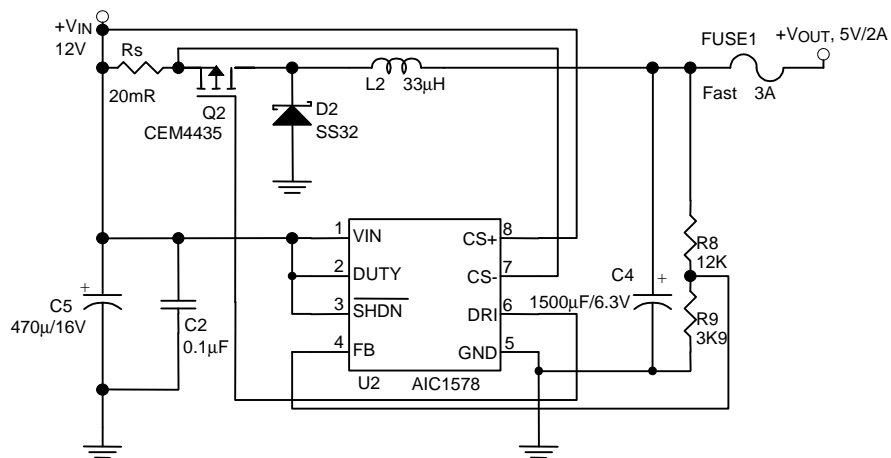 +VIN
12V
Rs
20mR
Q2
CEM4435
D2
SS32
L2
33µH
FUSE1
Fast
3A
+VOUT, 5V/2A
1
VIN
2
DUTY
3
SHDN
4
FB
CS+
8
CS-
7
DRI
6
GND
5
U2
AIC1578
C5
470µ/16V
C2
0.1µF
C4
1500µF/6.3V
R8
12K
R9
3K9
+
+